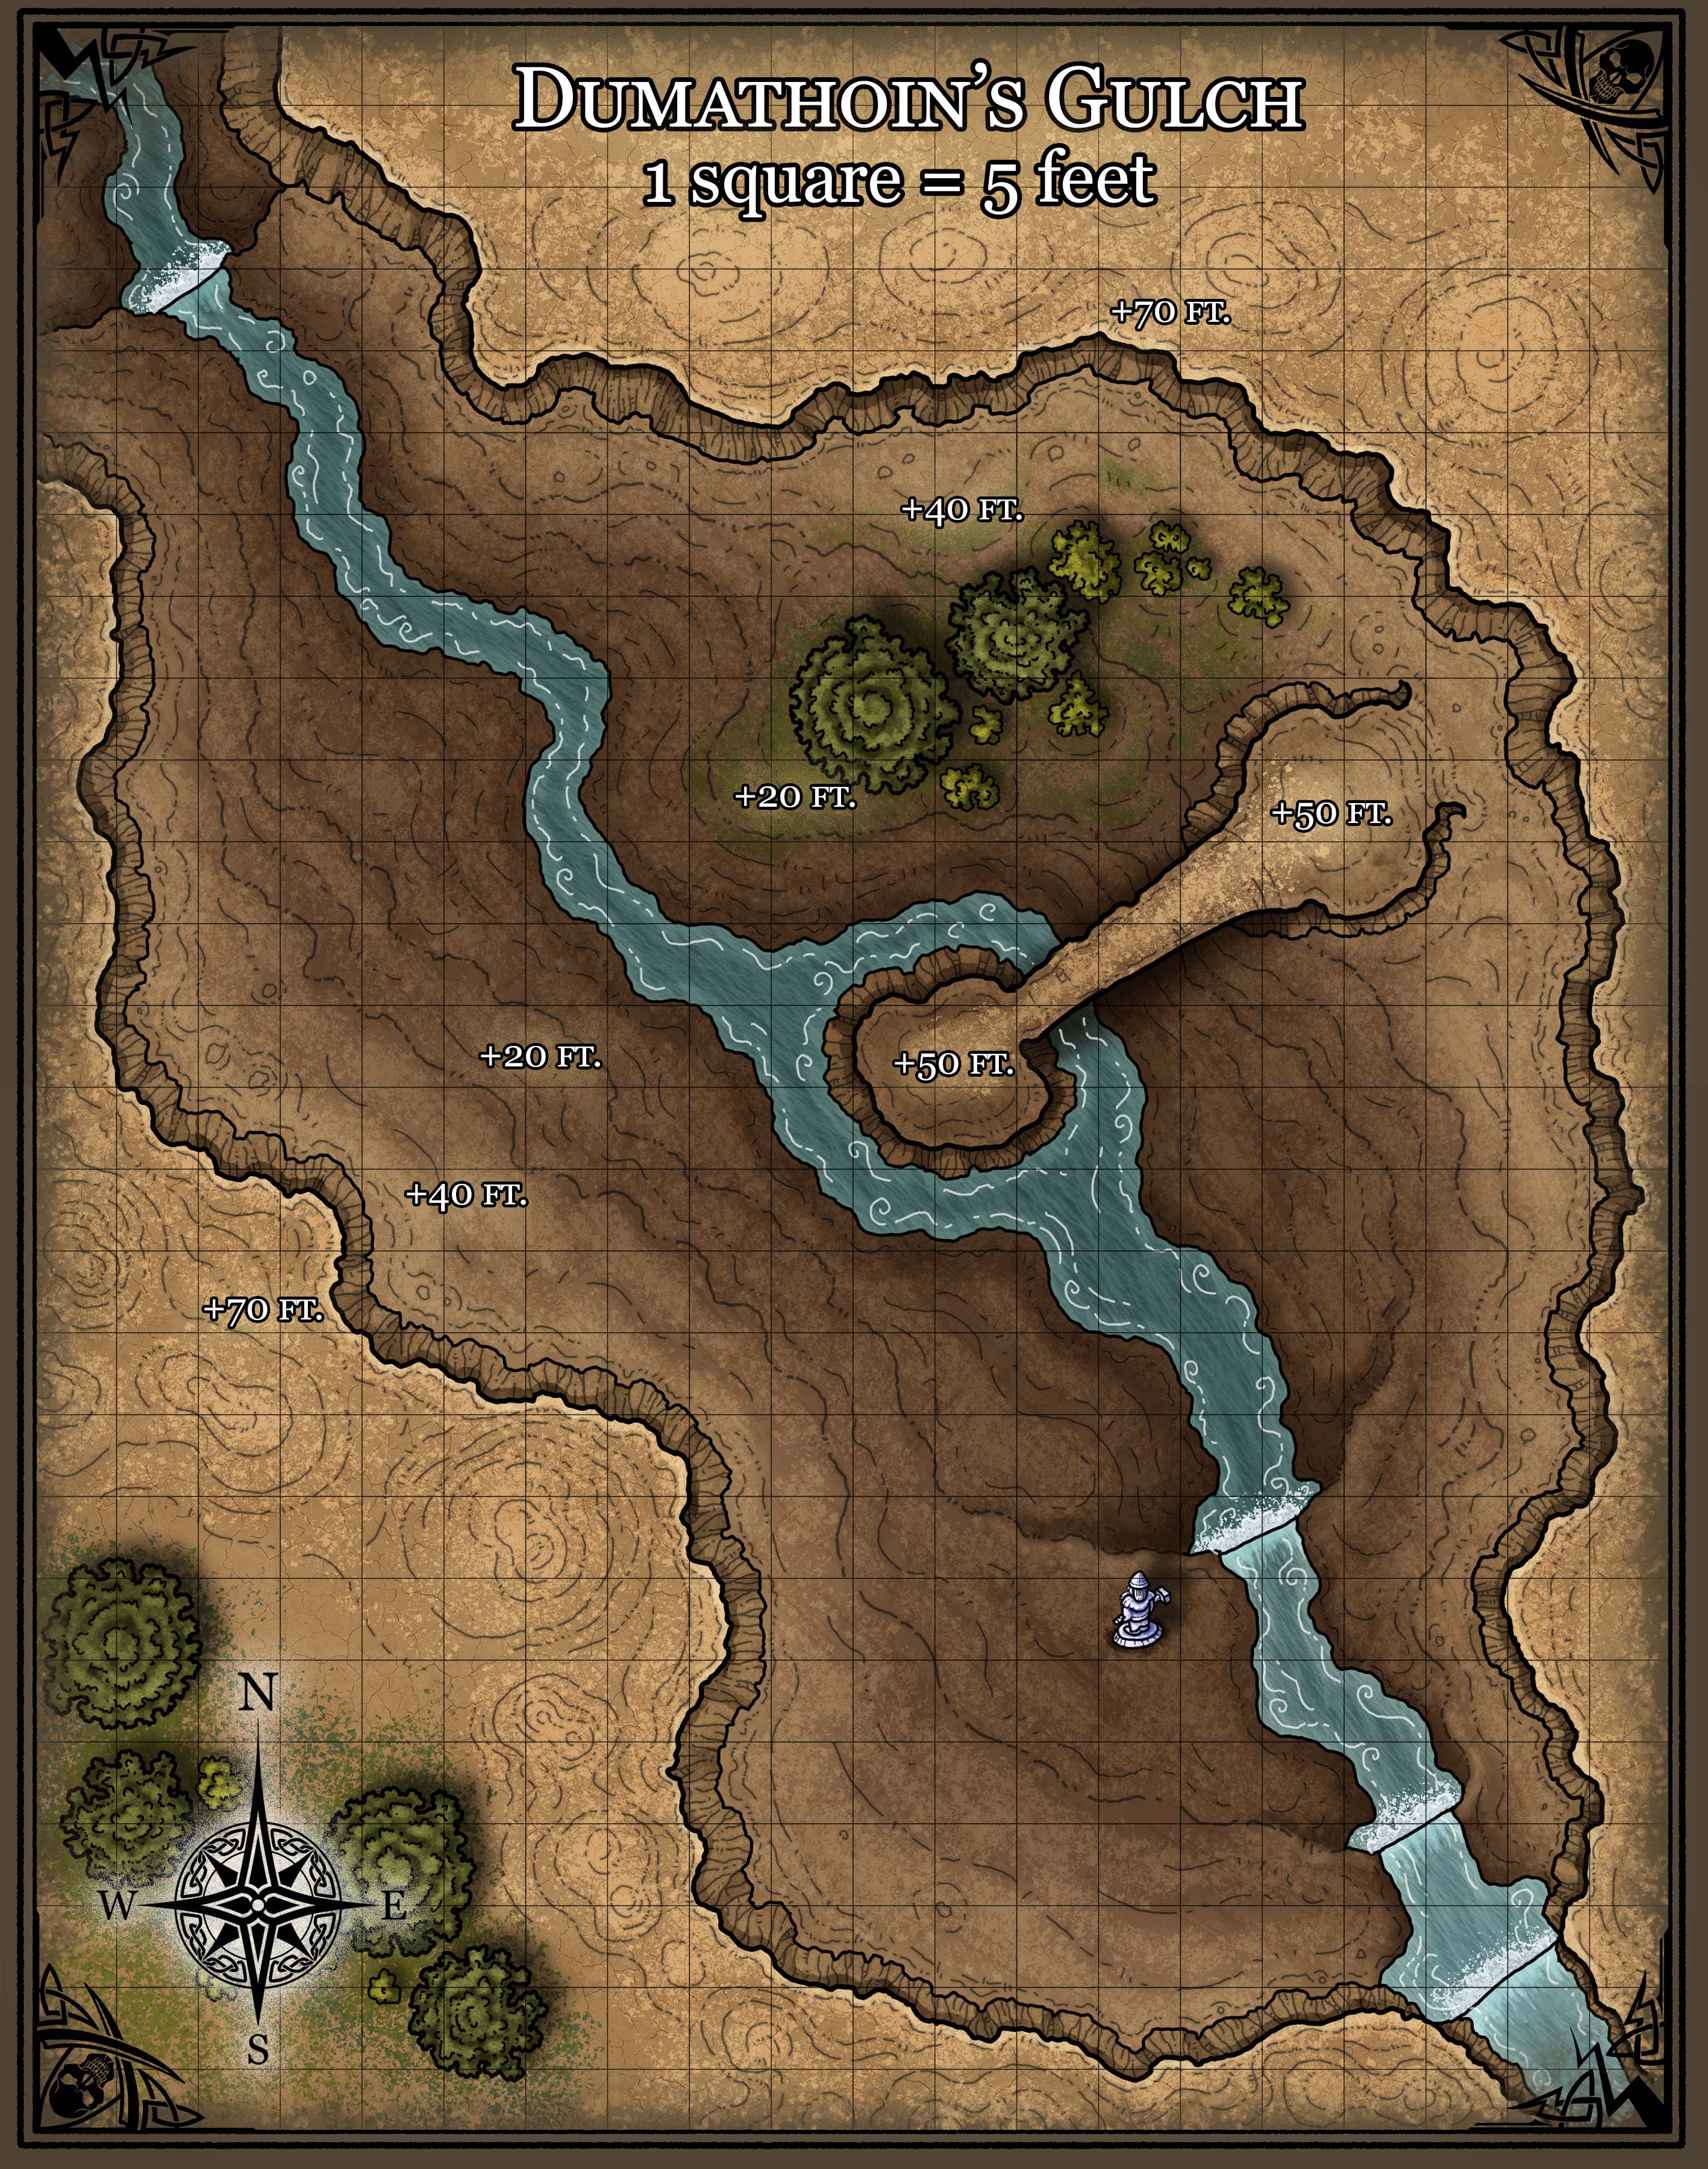 Dumathoin's Gulch
1 square = 5 feet
+70 FT.
+40 FT.
+20 FT.
+50 FT.
+20 FT.
+50 FT.
+40 FT.
+70 FT.
N
W E
S